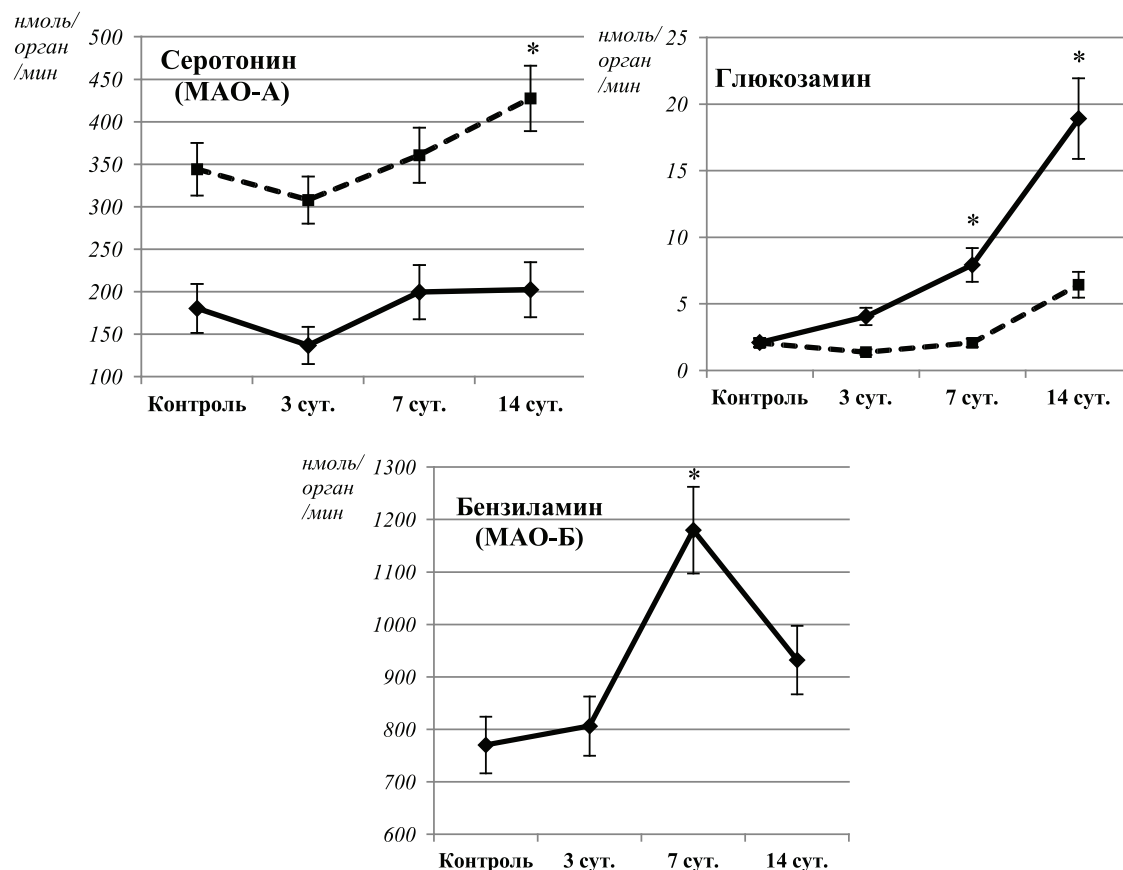 нмоль/
орган
/мин
500
450
400
350
300
250
200
150
100
Серотонин
(МАО-А)
*
Контроль 3 сут. 7 сут. 14 сут.
нмоль/
орган
/мин
25
20
15
10
5
0
Глюкозамин
*
*
Контроль 3 сут. 7 сут. 14 сут.
нмоль/
орган
/мин
1300
1200
1100
1000
900
800
700
600
Бензиламин
(МАО-Б)
*
Контроль 3 сут. 7 сут. 14 сут.